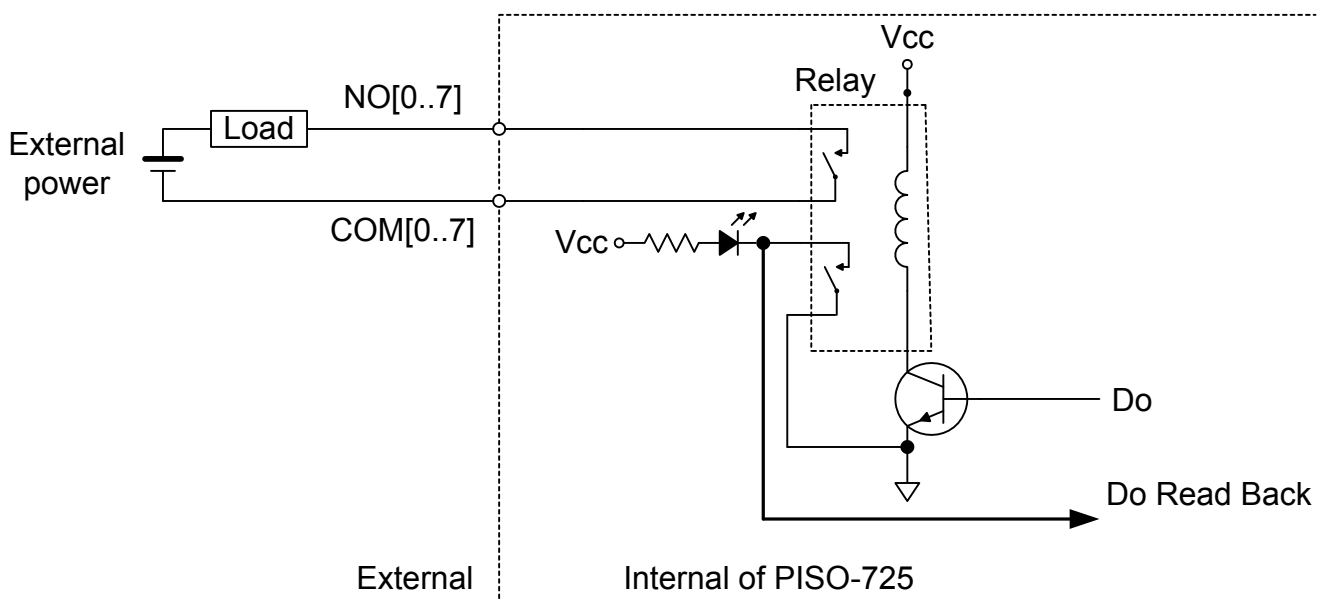 Vcc
Relay
NO[0..7]
Load
External
power
COM[0..7]
Vcc
Do
Do Read Back
External
Internal of PISO-725